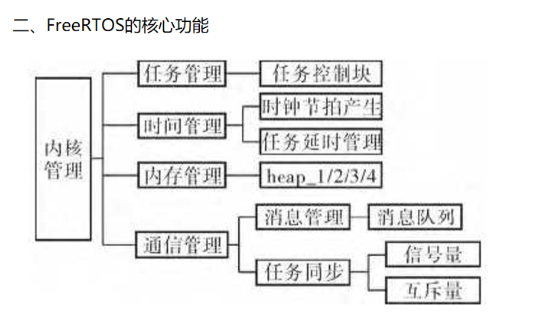 二、FreeRTOS的核心功能
内核
管理
任务管理
任务控制块
时间管理
时钟节拍产生
任务延时管理
内存管理
heap_1/2/3/4
通信管理
消息管理
消息队列
任务同步
信号量
互斥量